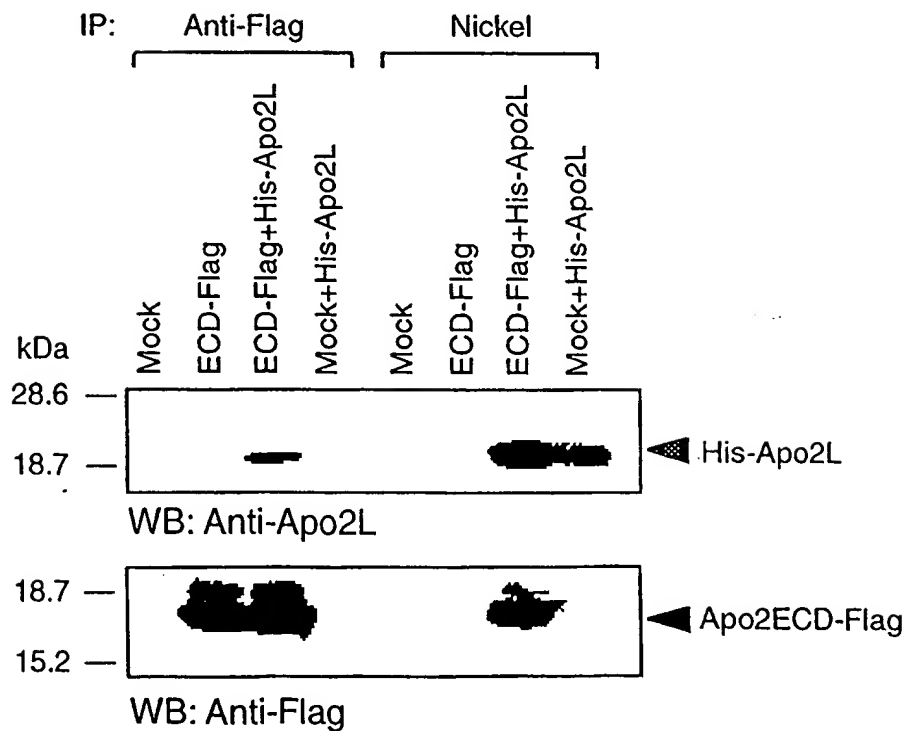 IP: Anti-Flag Nickel
Mock
ECD-Flag
ECD-Flag+His-Apo2L
Mock+His-Apo2L
Mock
ECD-Flag
ECD-Flag+His-Apo2L
Mock+His-Apo2L
kDa
28.6
18.7
His-Apo2L
WB: Anti-Apo2L
18.7
Apo2ECD-Flag
15.2
WB: Anti-Flag